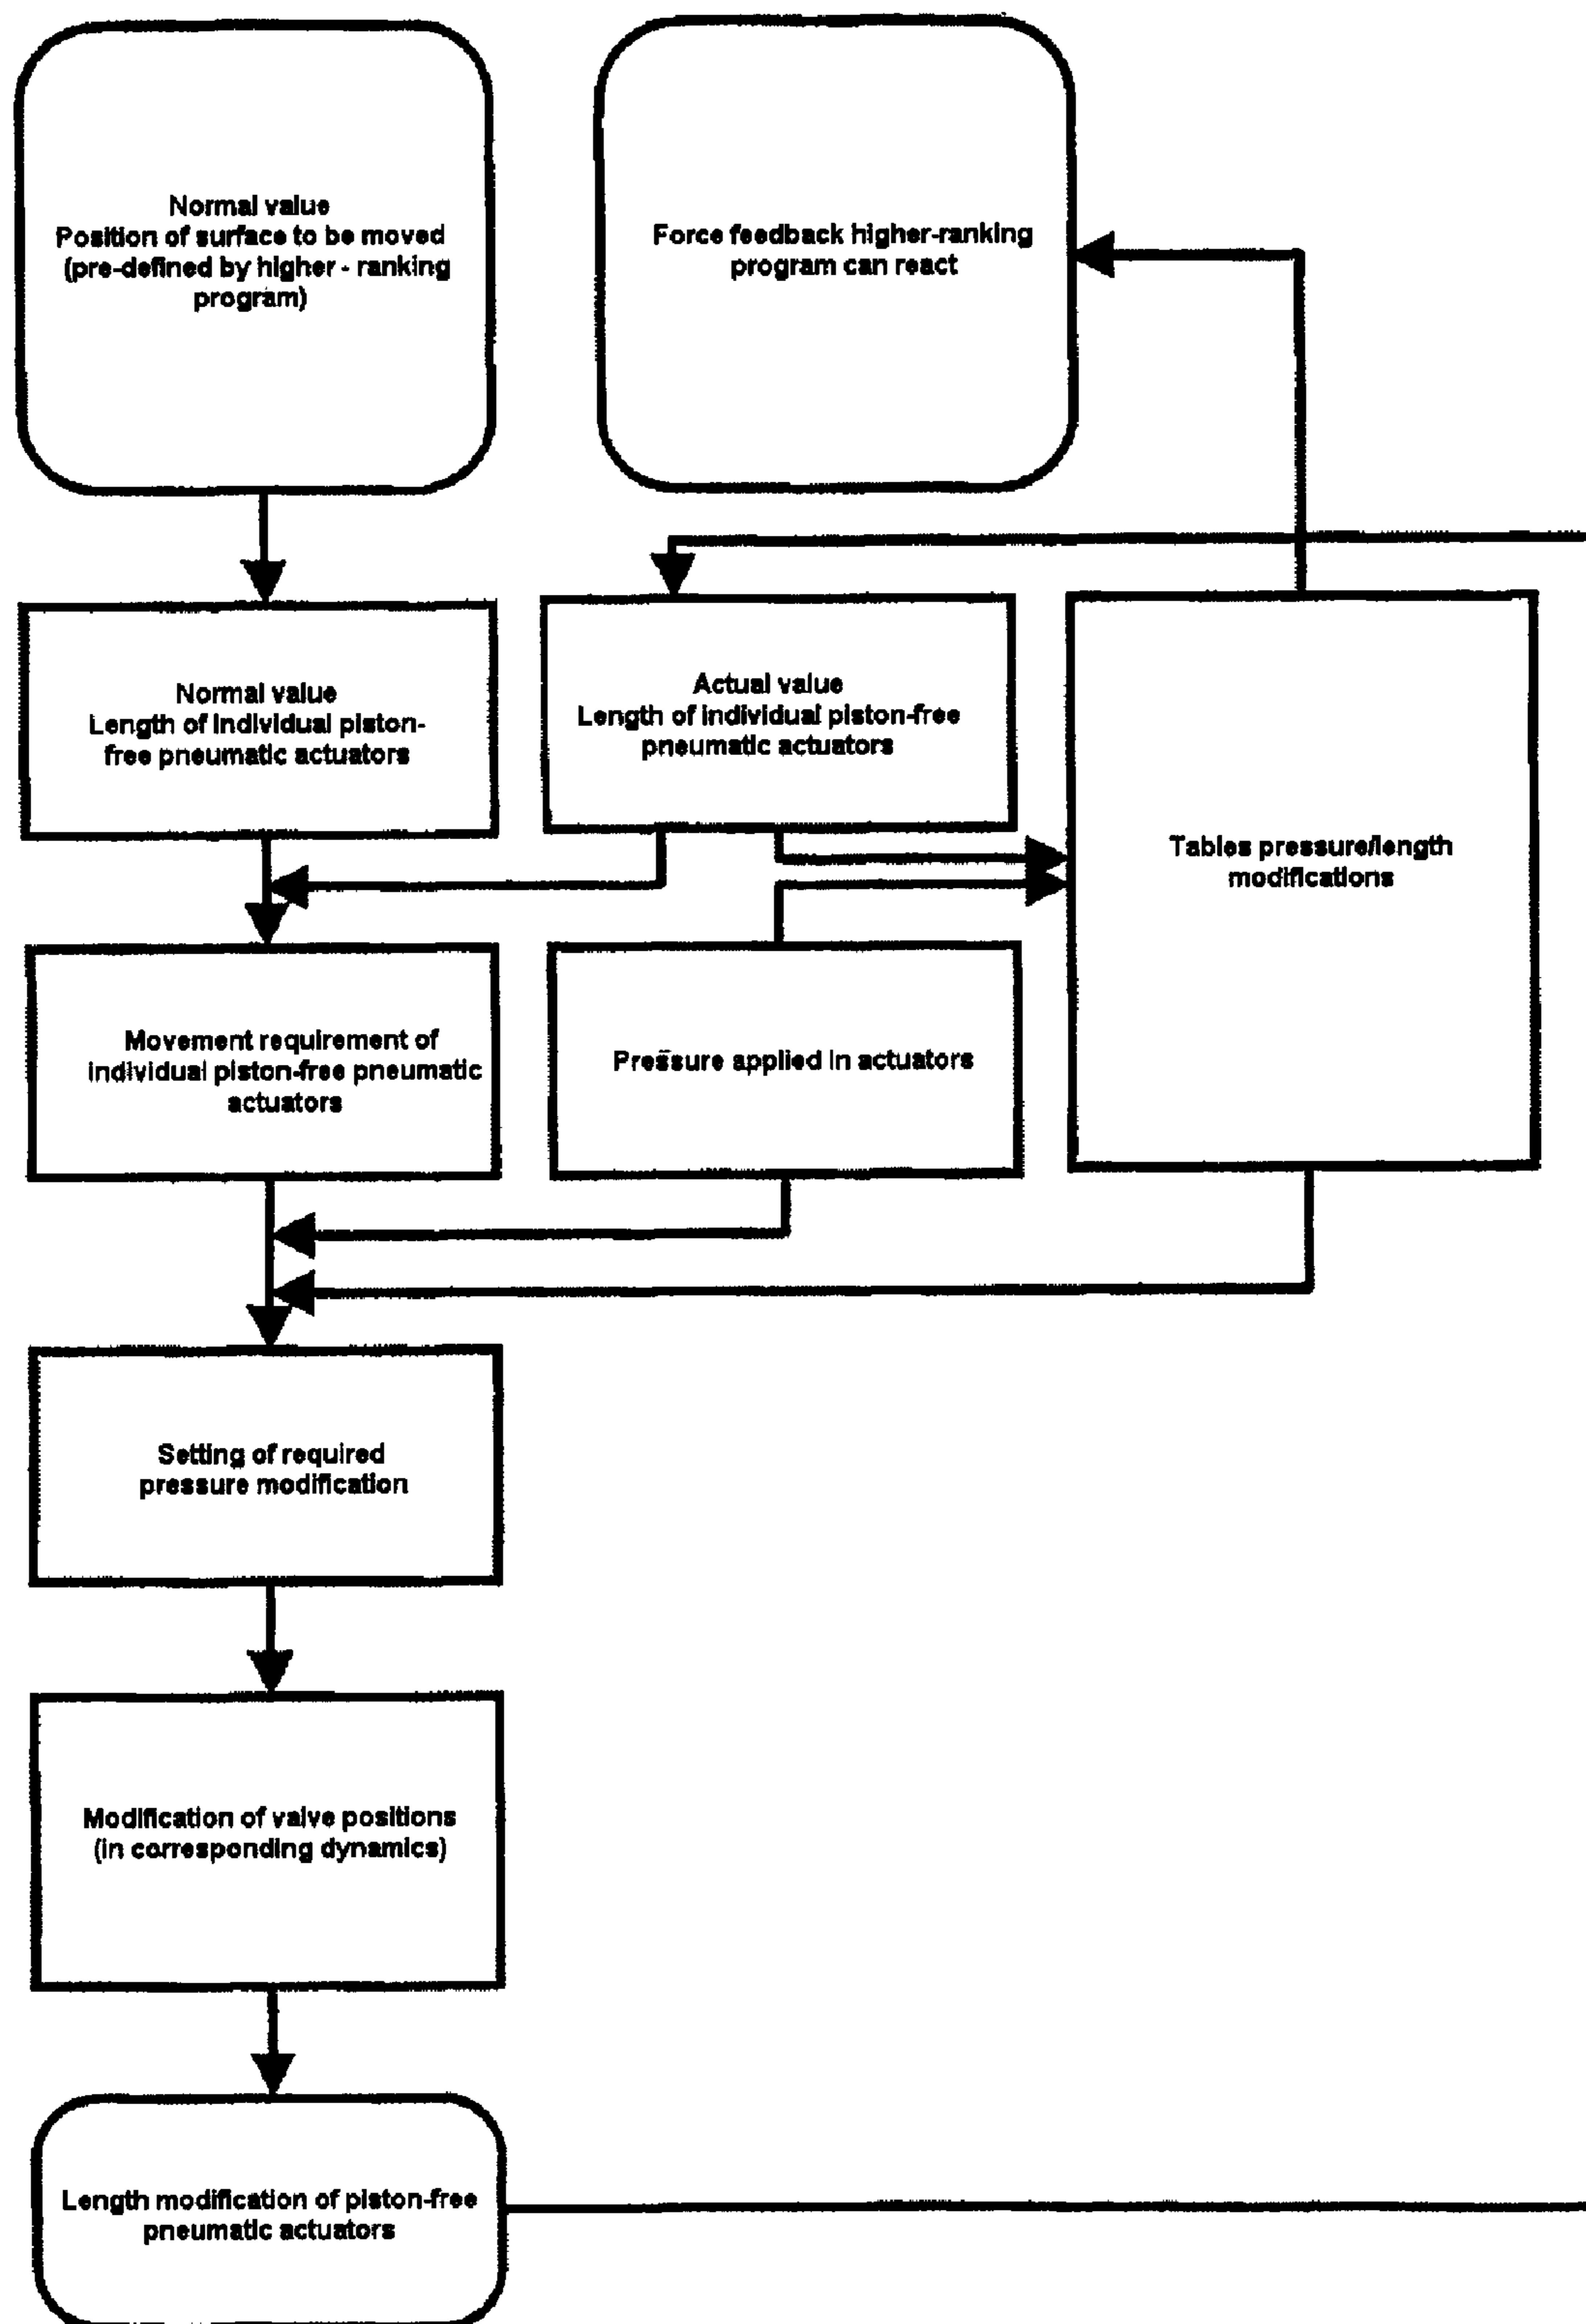 Normal value
Position of surface to be moved
(pre-defined by higher - ranking
program)
Force feedback higher-ranking
program can react
Normal value
Length of individual piston-
free pneumatic actuators
Actual value
Length of individual piston-free
pneumatic actuators
Tables pressure/length
modifications
Movement requirement of
individual piston-free pneumatic
actuators
Pressure applied in actuators
Setting of required
pressure modification
Modification of valve positions
(in corresponding dynamics)
Length modification of piston-free
pneumatic actuators